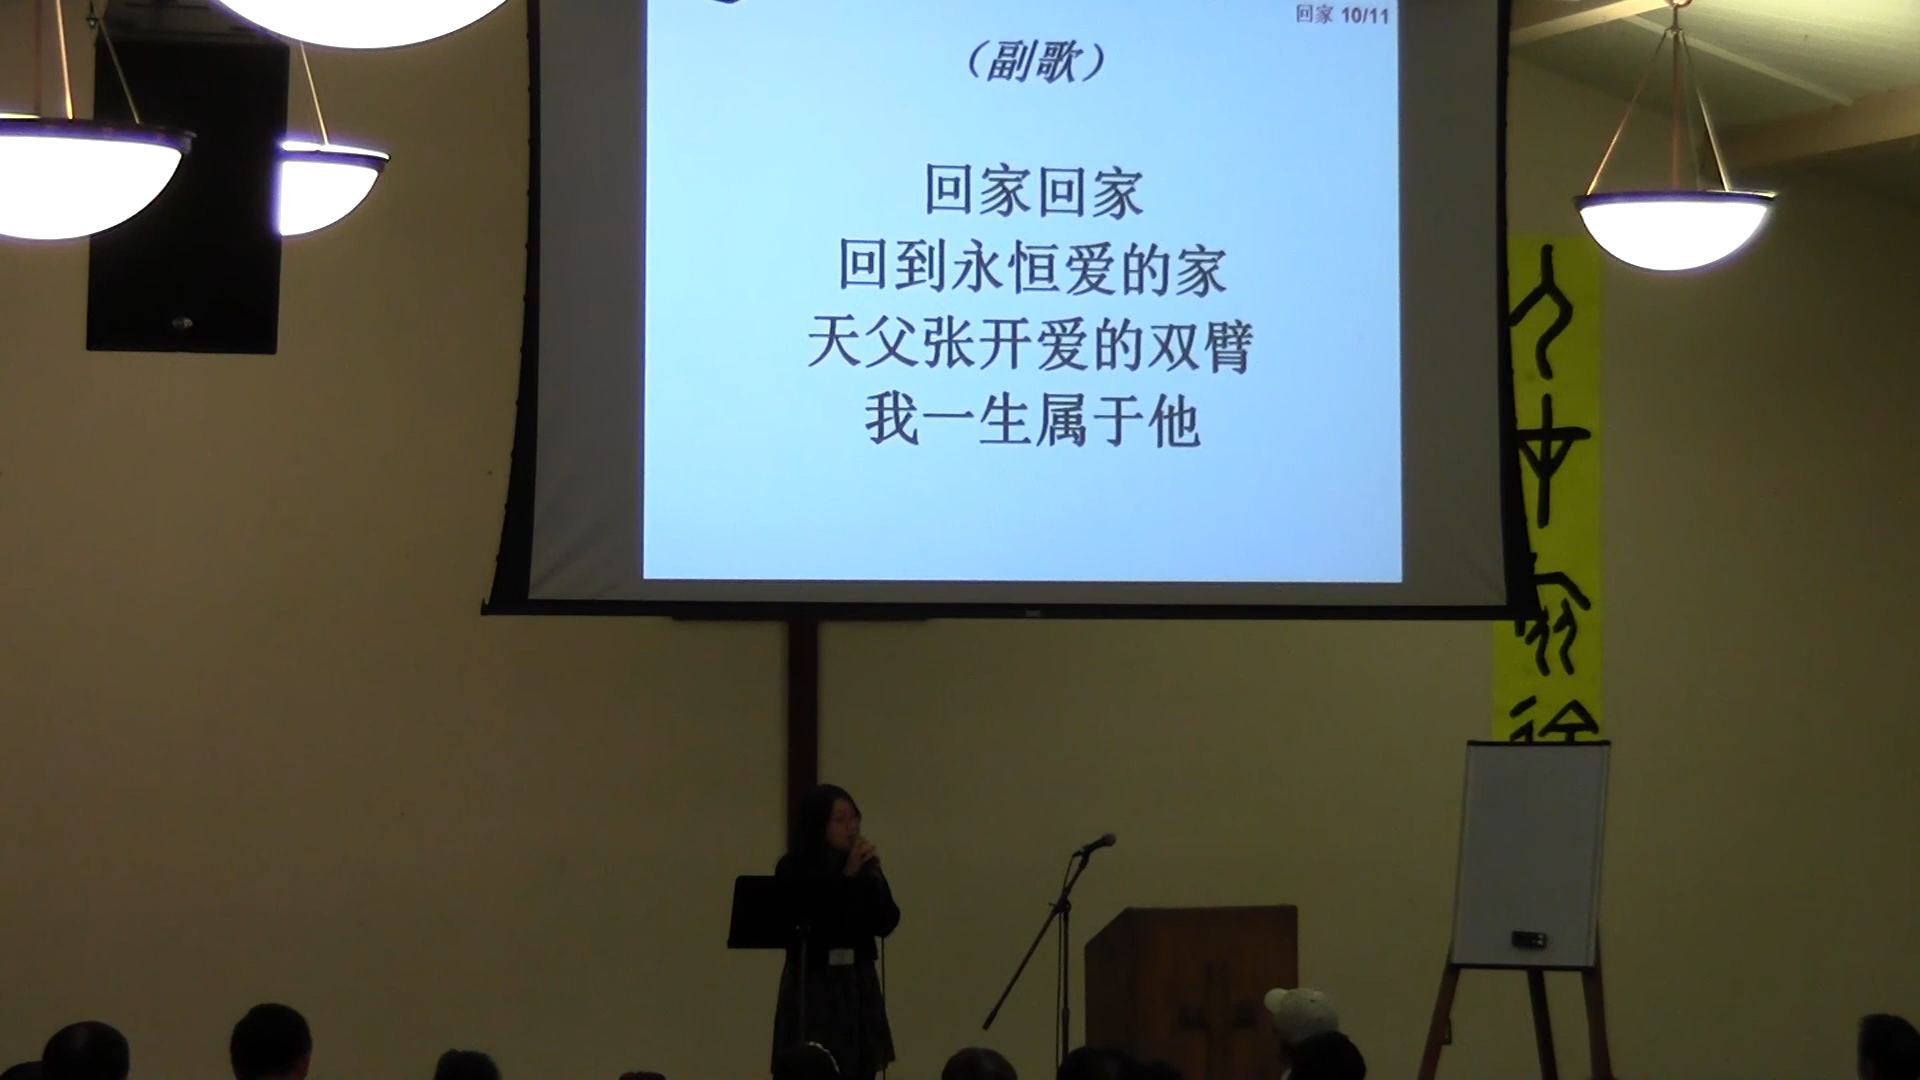 回家 10/11
（副歌）
回家回家
回到永恒爱的家
天父张开爱的双臂
我一生属于他